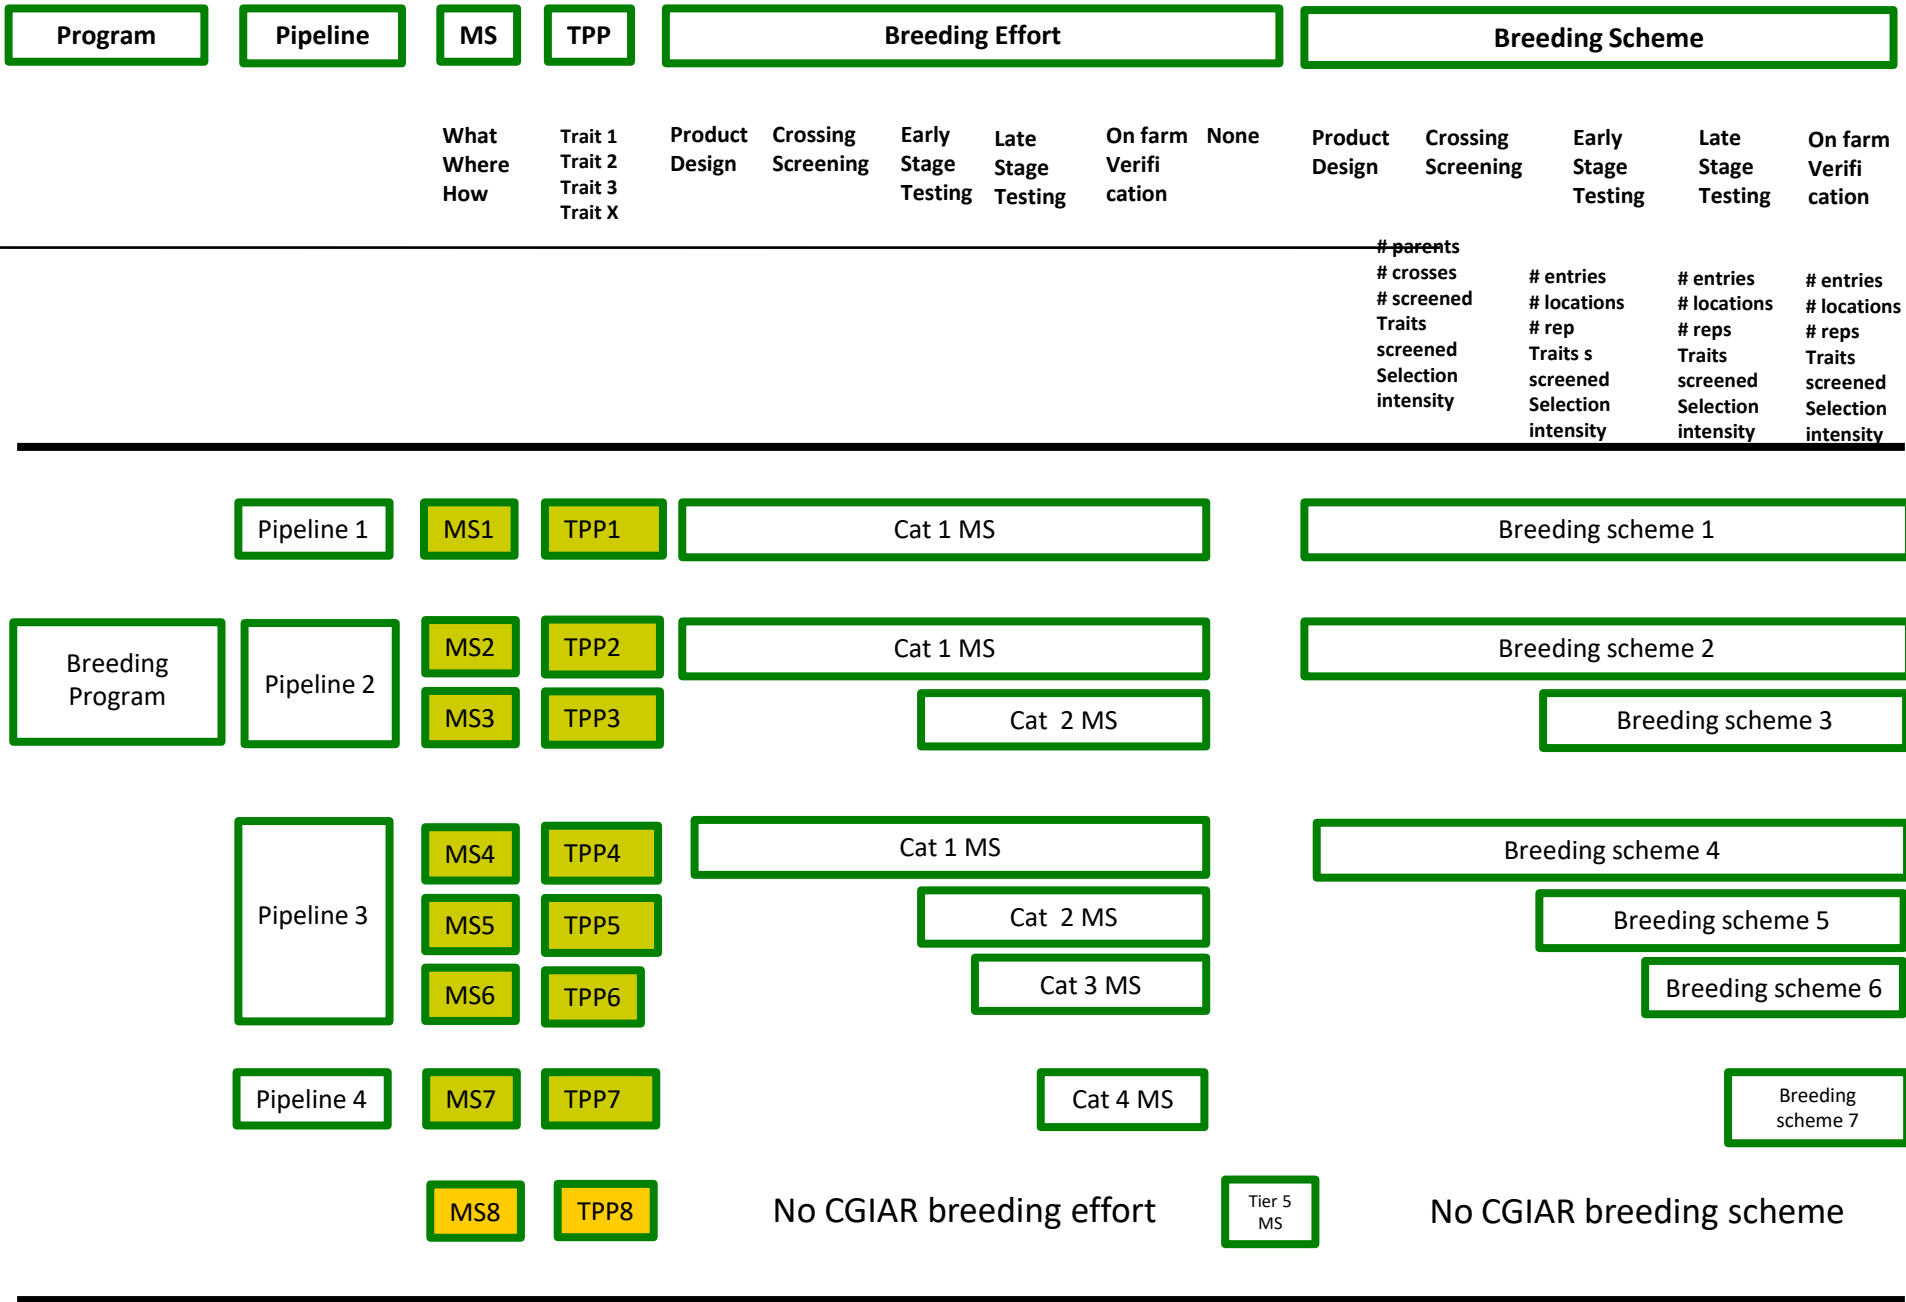 Program
Pipeline
MS
TPP
Breeding Effort
Breeding Scheme
What
Where
How
Trait 1
Trait 2
Trait 3
Trait X
Product
Design
Crossing
Screening
Early
Stage
Testing
Late
Stage
Testing
On farm
Verifi
cation
None
Product
Design
Crossing
Screening
Early
Stage
Testing
Late
Stage
Testing
On farm
Verifi
cation
# parents
# crosses
# screened
Traits
screened
Selection
intensity
# entries
# locations
# rep
Traits s
screened
Selection
intensity
# entries
# locations
# reps
Traits
screened
Selection
intensity
# entries
# locations
# reps
Traits
screened
Selection
intensity
Pipeline 1
MS1
TPP1
Cat 1 MS
Breeding scheme 1
Breeding
Program
Pipeline 2
MS2
TPP2
Cat 1 MS
Breeding scheme 2
MS3
TPP3
Cat  2 MS
Breeding scheme 3
Pipeline 3
MS4
TPP4
Cat 1 MS
Breeding scheme 4
MS5
TPP5
Cat  2 MS
Breeding scheme 5
MS6
TPP6
Cat 3 MS
Breeding scheme 6
Pipeline 4
MS7
TPP7
Cat 4 MS
Breeding
scheme 7
MS8
TPP8
No CGIAR breeding effort
Tier 5
MS
No CGIAR breeding scheme